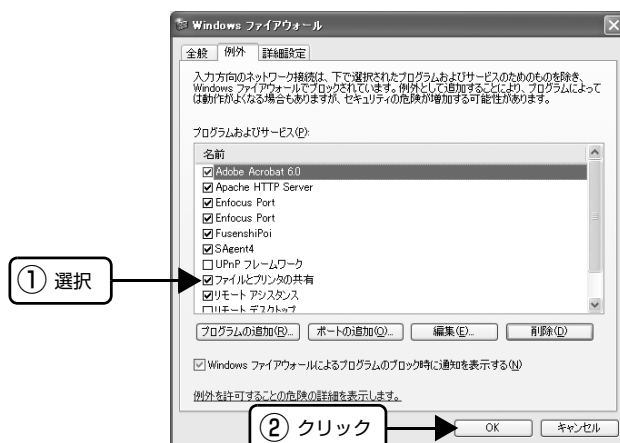 Windows ファイアウォール
全般 例外 詳細設定
入力方向のネットワーク接続は、下で選択されたプログラムおよびサービスのためのものを除き、
Windows ファイアウォールでブロックされています。例外として追加することにより、プログラムによって
は動作がよくなる場合もありますが、セキュリティの危険が増加する可能性があります。
プログラムおよびサービス(P):
名前
Adobe Acrobat 6.0
Apache HTTP Server
Enfocus Port
Enfocus Port
FusenshiPoi
SAgent4
UPnP フレームワーク
① 選択
ファイルとプリンタの共有
リモート アシスタンス
リモート デスクトップ
プログラムの追加(R)... ポートの追加(O)... 編集(E)... 削除(D)
Windows ファイアウォールによるプログラムのブロック時に通知を表示する(N)
例外を許可することの危険の詳細を表示します。
② クリック
OK キャンセル